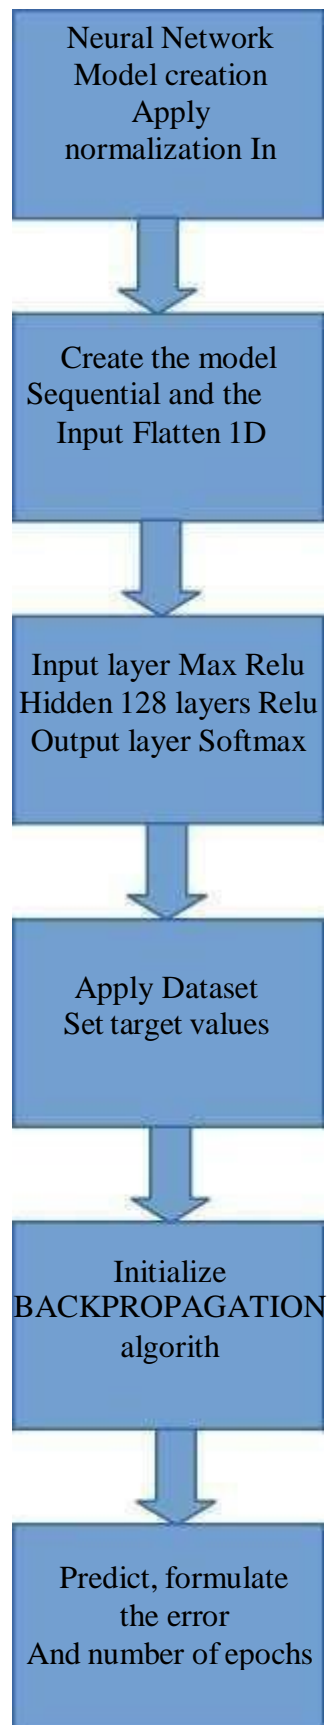 Neural Network
Model creation
Apply
normalization In
Create the model
Sequential and the
Input Flatten 1D
Input layer Max Relu
Hidden 128 layers Relu
Output layer Softmax
Apply Dataset
Set target values
Initialize
BACKPROPAGATION
algorith
Predict, formulate
the error
And number of epochs